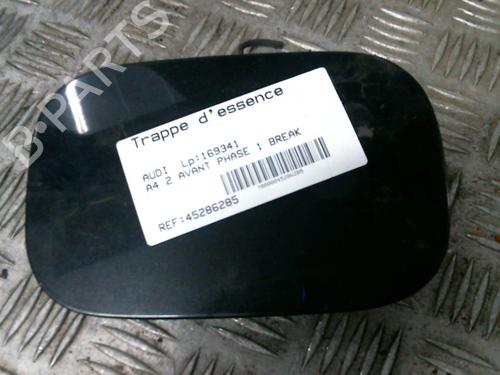 B-PARTS
Trappe d'essence
AUDI Lp:169341
A4 2 AVANT PHASE 1 BREAK
REF:45286285